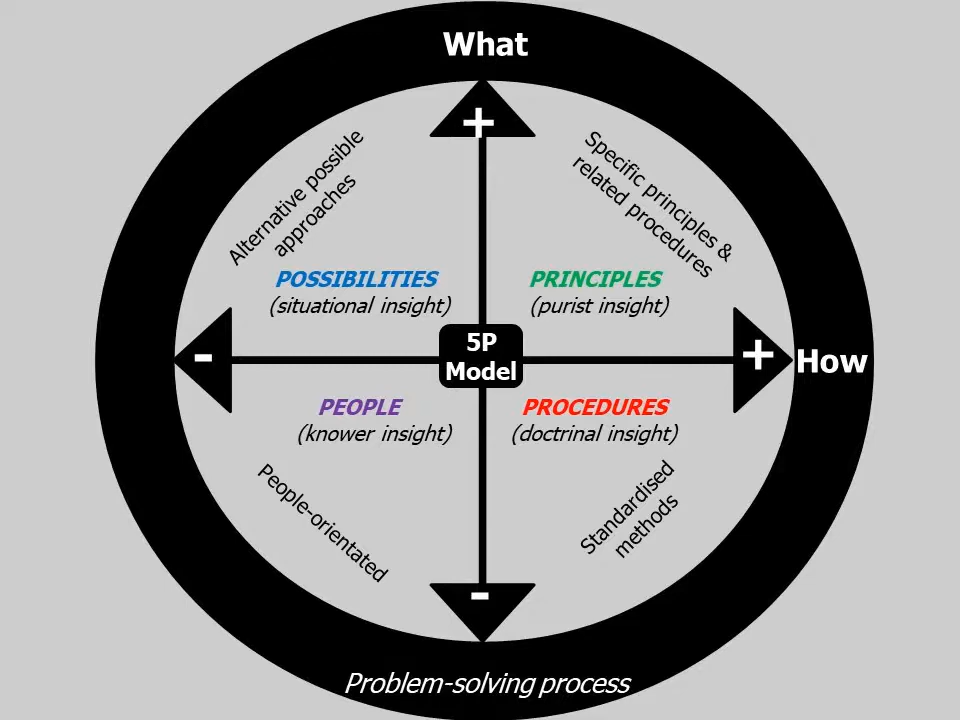 What
+
Alternative possible
approaches
Specific principles &
related procedures
POSSIBILITIES
(situational insight)
PRINCIPLES
(purist insight)
-
5P
Model
+
How
PEOPLE
(knower insight)
PROCEDURES
(doctrinal insight)
People-orientated
Standardised
methods
-
Problem-solving process